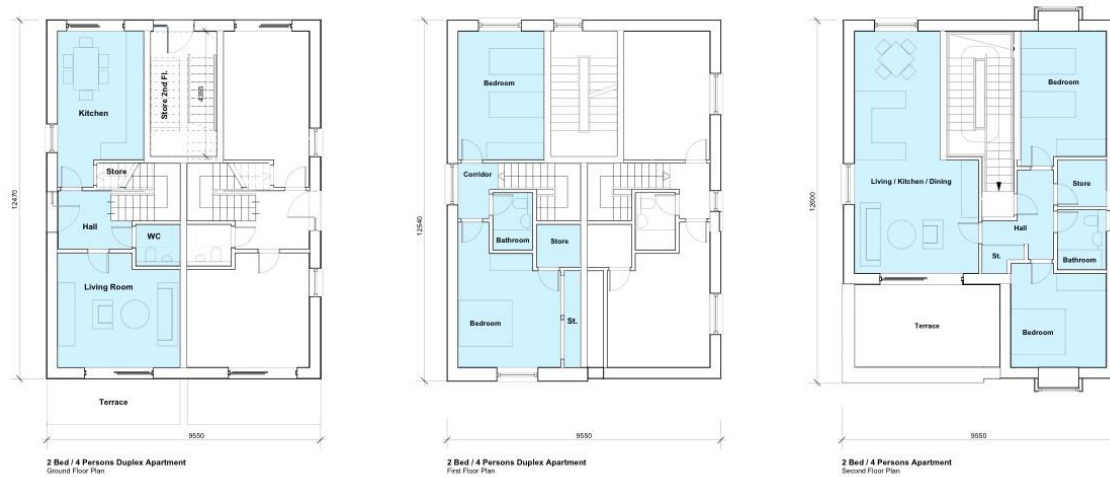 Kitchen
Store 2nd Fl.
4360
Store
Hall
WC
Living Room
Terrace
12470
9550
2 Bed / 4 Persons Duplex Apartment
Ground Floor Plan
Bedroom
Corridor
Bathroom
Store
Bedroom
St.
12540
9550
2 Bed / 4 Persons Duplex Apartment
First Floor Plan
Bedroom
Living / Kitchen / Dining
Store
Hall
St.
Bathroom
Terrace
Bedroom
12600
9550
2 Bed / 4 Persons Apartment
Second Floor Plan